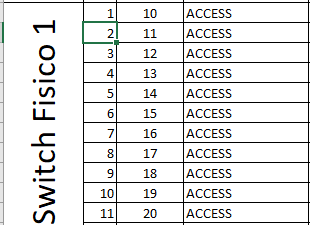 Switch Fisico 1
1 10 ACCESS
2 11 ACCESS
3 12 ACCESS
4 13 ACCESS
5 14 ACCESS
6 15 ACCESS
7 16 ACCESS
8 17 ACCESS
9 18 ACCESS
10 19 ACCESS
11 20 ACCESS